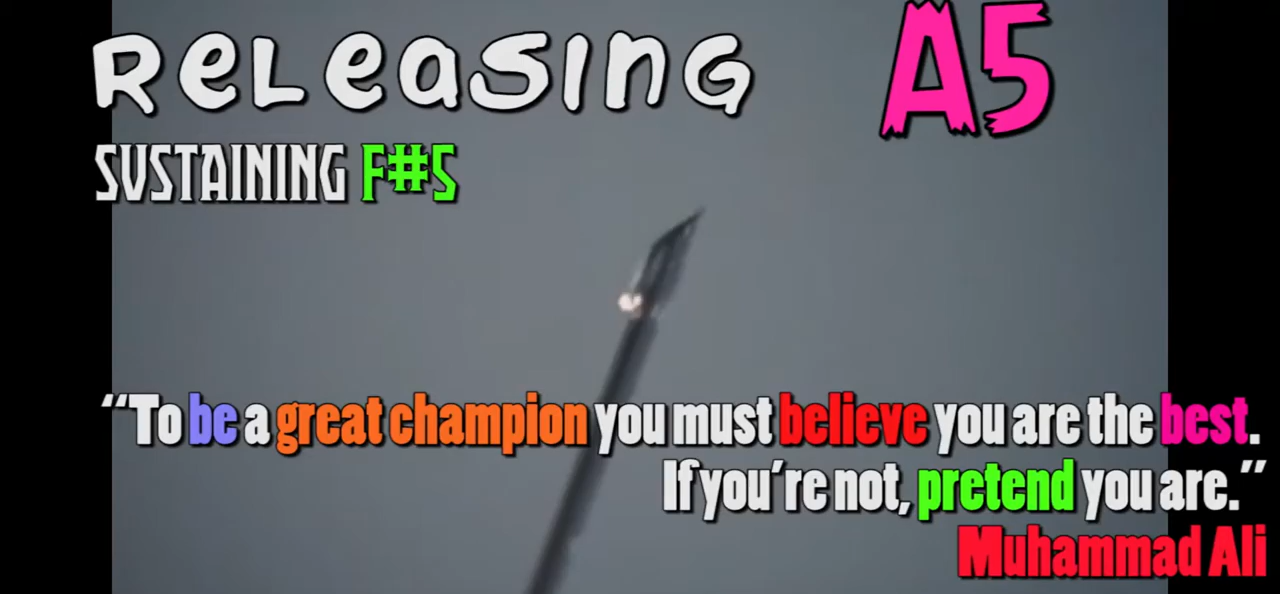 Releasing A5
SUSTAINING F#5
“To be a great champion you must believe you are the best.
If you’re not, pretend you are.”
Muhammad Ali